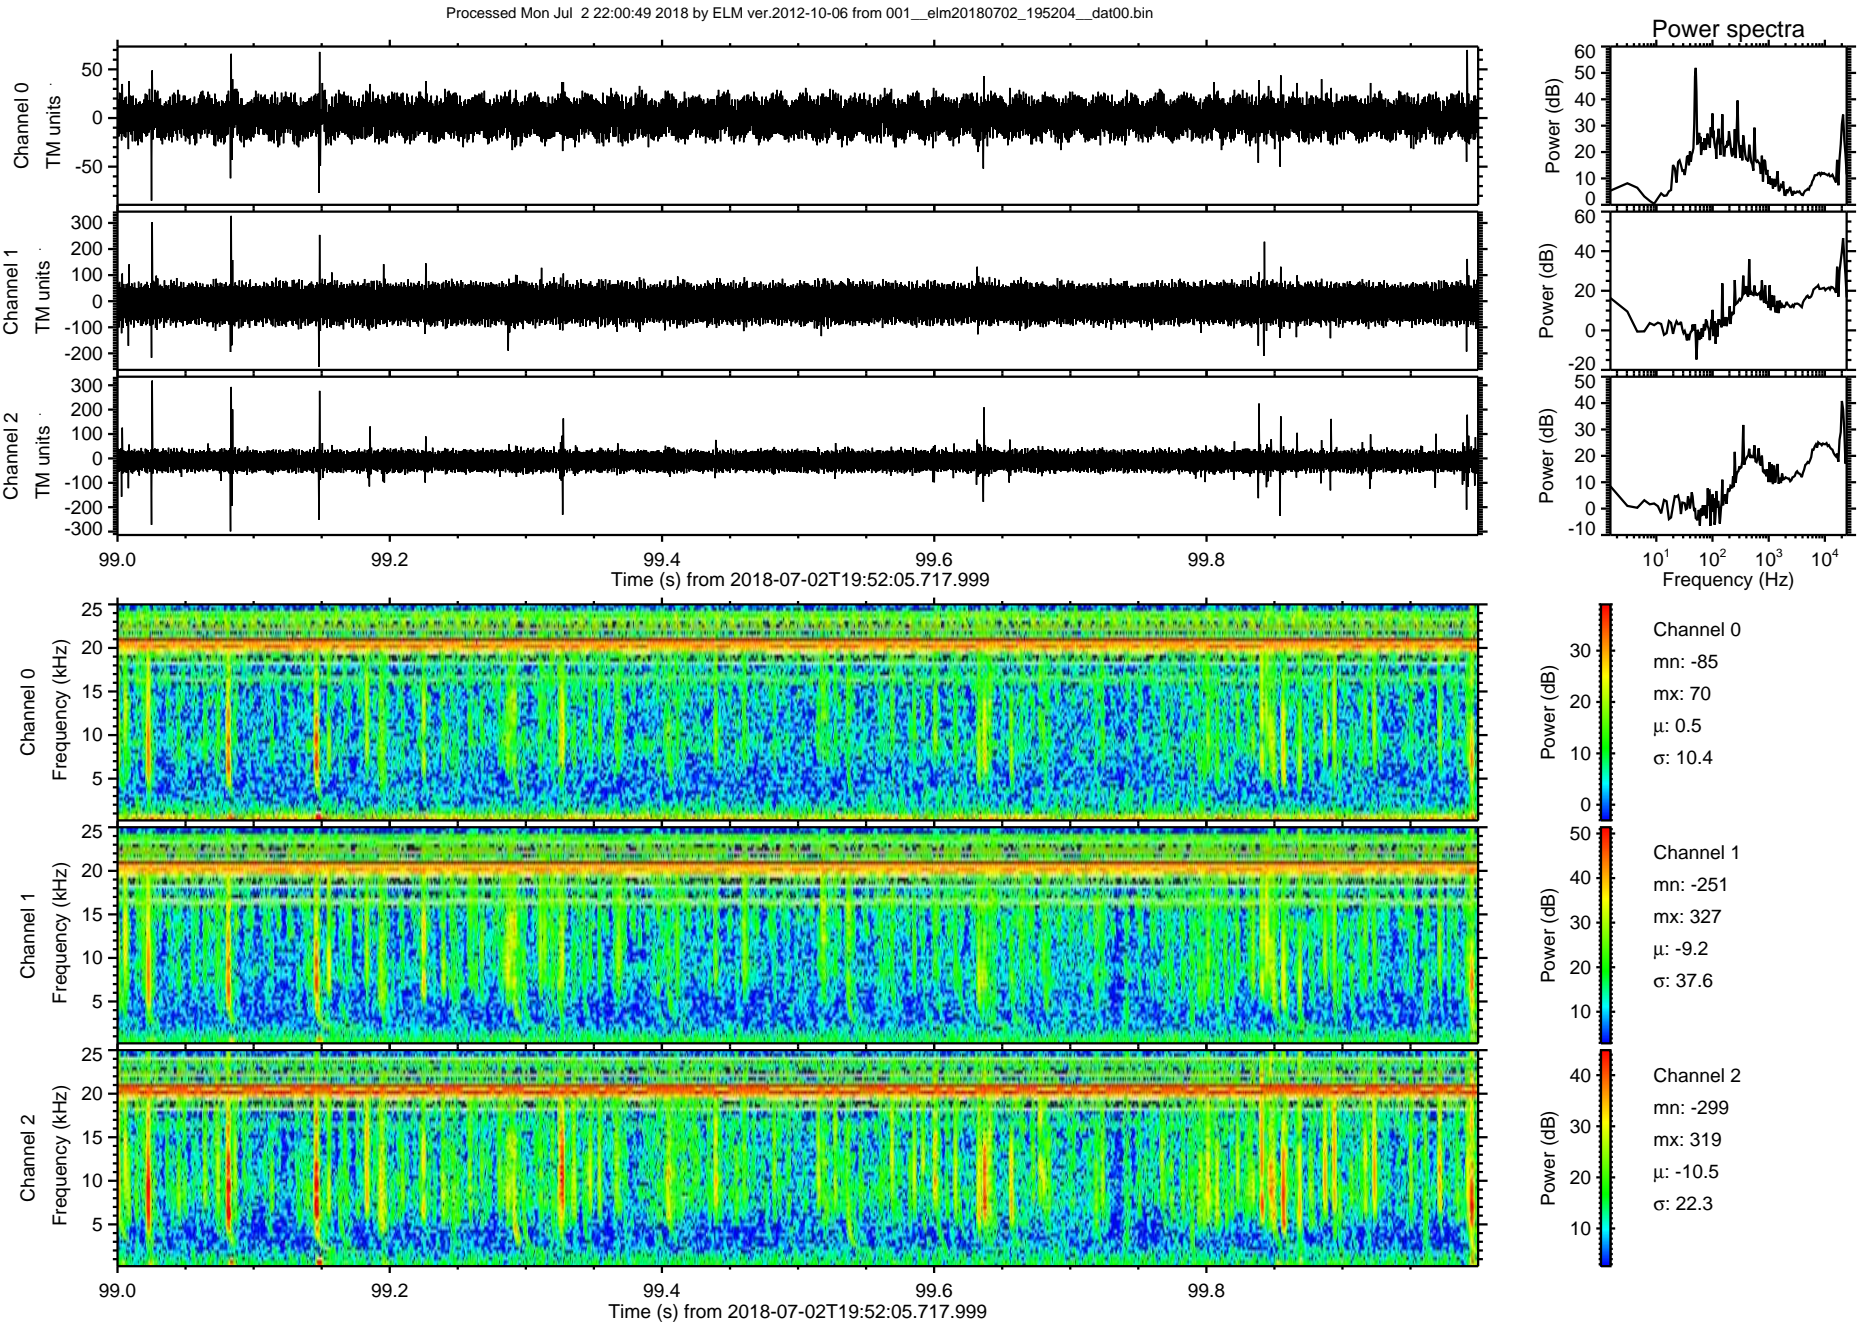 Processed Mon Jul 2 22:00:49 2018 by ELM ver.2012-10-06 from 001__elm20180702_195204__dat00.bin
Power spectra
Channel 0
TM units
50
0
-50
Power (dB)
60
50
40
30
20
10
0
Channel 1
TM units
300
200
100
0
-100
-200
Power (dB)
60
40
20
0
-20
Channel 2
TM units
300
200
100
0
-100
-200
-300
Power (dB)
50
40
30
20
10
0
-10
99.0 99.2 99.4 99.6 99.8
Time (s) from 2018-07-02T19:52:05.717.999
10^1 10^2 10^3 10^4
Frequency (Hz)
Channel 0
Frequency (kHz)
25
20
15
10
5
Power (dB)
30
20
10
0
Channel 0
mn: -85
mx: 70
μ: 0.5
σ: 10.4
Channel 1
Frequency (kHz)
25
20
15
10
5
Power (dB)
50
40
30
20
10
Channel 1
mn: -251
mx: 327
μ: -9.2
σ: 37.6
Channel 2
Frequency (kHz)
25
20
15
10
5
Power (dB)
40
30
20
10
Channel 2
mn: -299
mx: 319
μ: -10.5
σ: 22.3
99.0 99.2 99.4 99.6 99.8
Time (s) from 2018-07-02T19:52:05.717.999